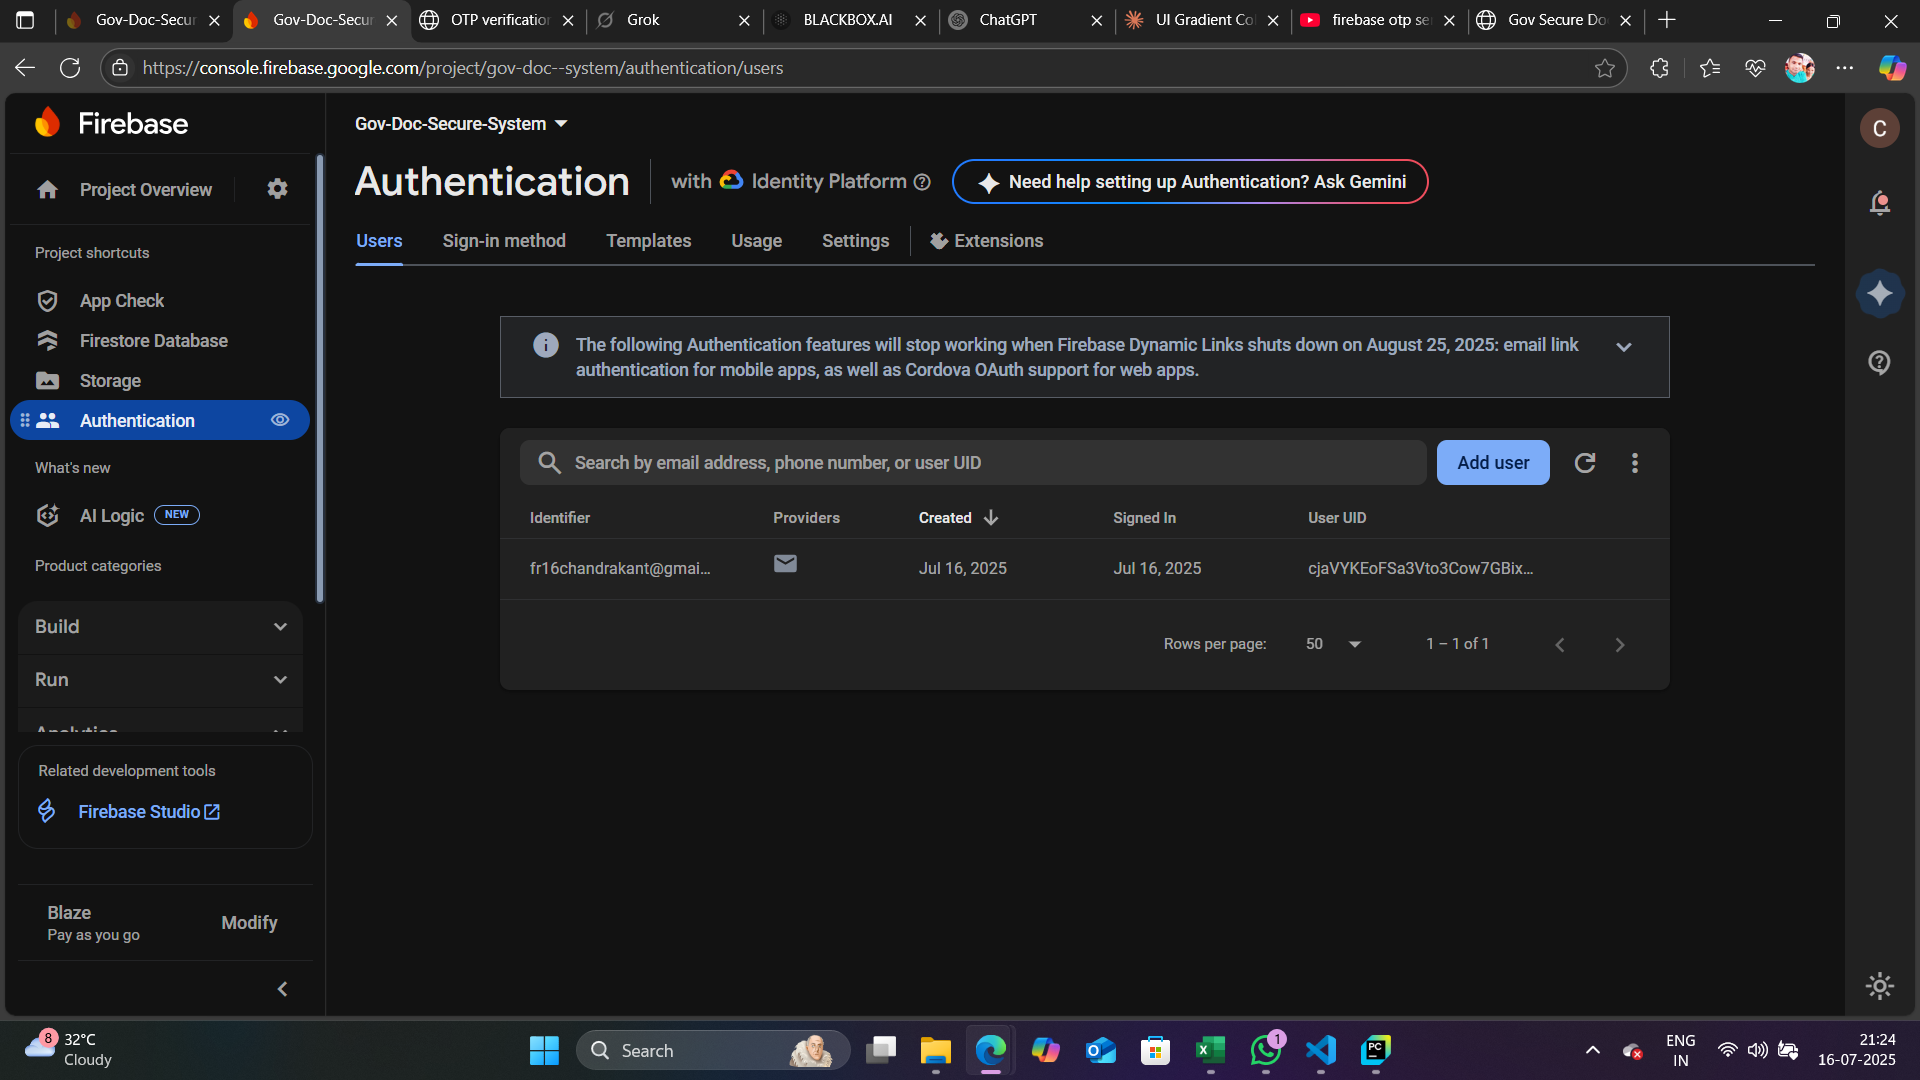 Gov-Doc-Secur
Gov-Doc-Secur
OTP verification
Grok
BLACKBOX.AI
ChatGPT
UI Gradient Co
firebase otp se
Gov Secure Do
https://console.firebase.google.com/project/gov-doc--system/authentication/users
Firebase
Project Overview
Project shortcuts
App Check
Firestore Database
Storage
Authentication
What's new
AI Logic NEW
Product categories
Build
Run
Analytics
Related development tools
Firebase Studio
Blaze
Pay as you go
Modify
Gov-Doc-Secure-System
Authentication
with Identity Platform
Need help setting up Authentication? Ask Gemini
Users
Sign-in method
Templates
Usage
Settings
Extensions
The following Authentication features will stop working when Firebase Dynamic Links shuts down on August 25, 2025: email link
authentication for mobile apps, as well as Cordova OAuth support for web apps.
Search by email address, phone number, or user UID
Add user
Identifier Providers Created Signed In User UID
fr16chandrakant@gmai... Jul 16, 2025 Jul 16, 2025 cjaVYKEoFSa3Vto3Cow7GBix...
Rows per page: 50 1 – 1 of 1
C
8
32°C
Cloudy
Search
1
ENG
IN
21:24
16-07-2025